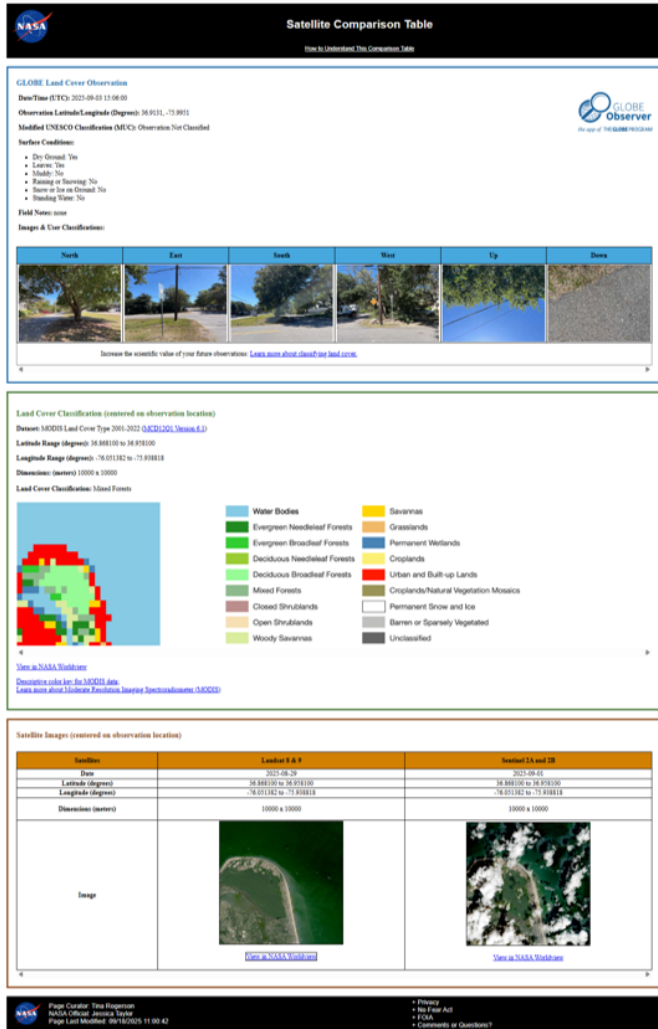 NASA
Satellite Comparison Table
How to Understand This Comparison Table
GLOBE Land Cover Observation
Date/Time (UTC): 2025-09-03 15:06:00
Observation Latitude/Longitude (Degrees): 36.9131, -75.9951
Modified UNESCO Classification (MUC): Observation Not Classified
Surface Conditions:
Dry Ground: Yes
Leaves: Yes
Muddy: No
Raining or Snowing: No
Snow or Ice on Ground: No
Standing Water: No
Field Notes: none
Images & User Classifications:
GLOBE
Observer
the app of THE GLOBE PROGRAM
North East South West Up Down
Increase the scientific value of your future observations: Learn more about classifying land cover.
Land Cover Classification (centered on observation location)
Dataset: MODIS Land Cover Type 2001-2022 (MCD12Q1 Version 6.1)
Latitude Range (degrees): 36.868100 to 36.958100
Longitude Range (degrees): -76.051382 to -75.938818
Dimensions: (meters) 10000 x 10000
Land Cover Classification: Mixed Forests
Water Bodies
Evergreen Needleleaf Forests
Evergreen Broadleaf Forests
Deciduous Needleleaf Forests
Deciduous Broadleaf Forests
Mixed Forests
Closed Shrublands
Open Shrublands
Woody Savannas
Savannas
Grasslands
Permanent Wetlands
Croplands
Urban and Built-up Lands
Croplands/Natural Vegetation Mosaics
Permanent Snow and Ice
Barren or Sparsely Vegetated
Unclassified
View in NASA Worldview
Descriptive color key for MODIS data.
Learn more about Moderate Resolution Imaging Spectroradiometer (MODIS)
Satellite Images (centered on observation location)
Satellites Landsat 8 & 9 Sentinel 2A and 2B
Date 2025-08-29 2025-09-01
Latitude (degrees) 36.868100 to 36.958100 36.868100 to 36.958100
Longitude (degrees) -76.051382 to -75.938818 -76.051382 to -75.938818
Dimensions (meters) 10000 x 10000 10000 x 10000
Image
View in NASA Worldview View in NASA Worldview
NASA
Page Curator: Tina Rogerson
NASA Official: Jessica Taylor
Page Last Modified: 09/18/2025 11:00:42
+ Privacy
+ No Fear Act
+ FOIA
+ Comments or Questions?